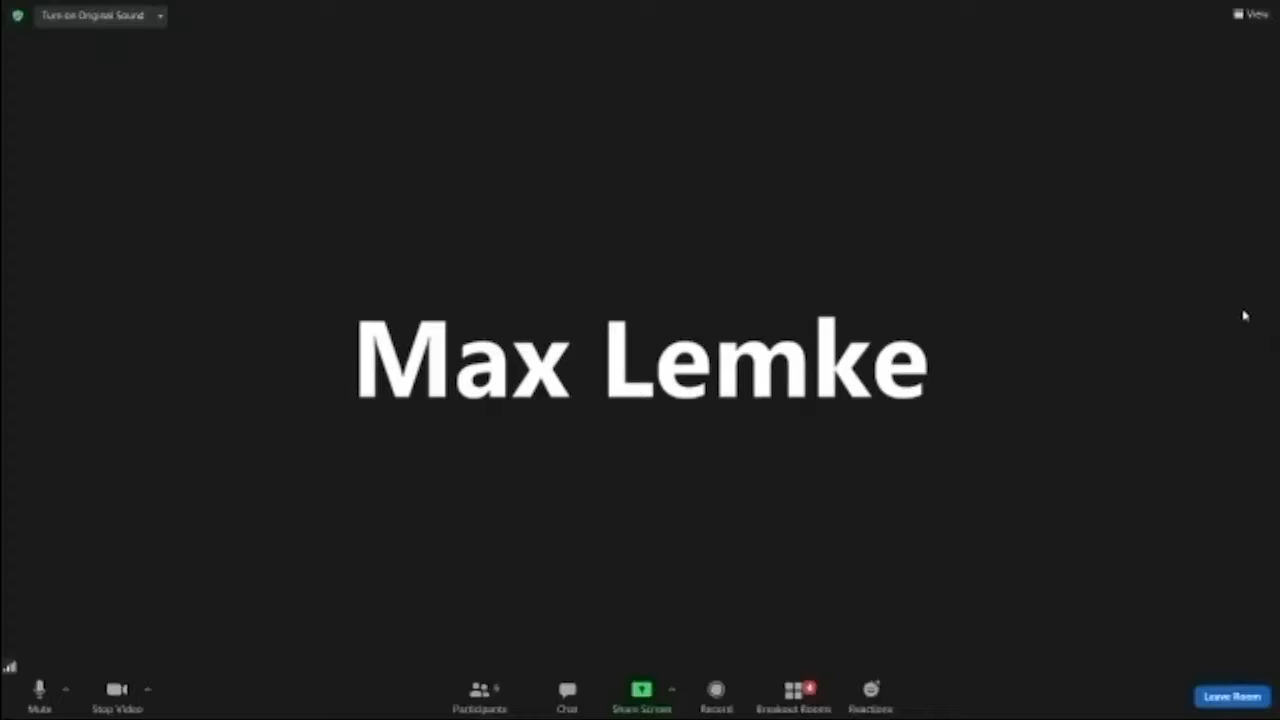 Turn on Original Sound
View
Max Lemke
Mute
Stop Video
Participants
Chat
Share Screen
Record
Breakout Rooms
Reactions
Leave Room